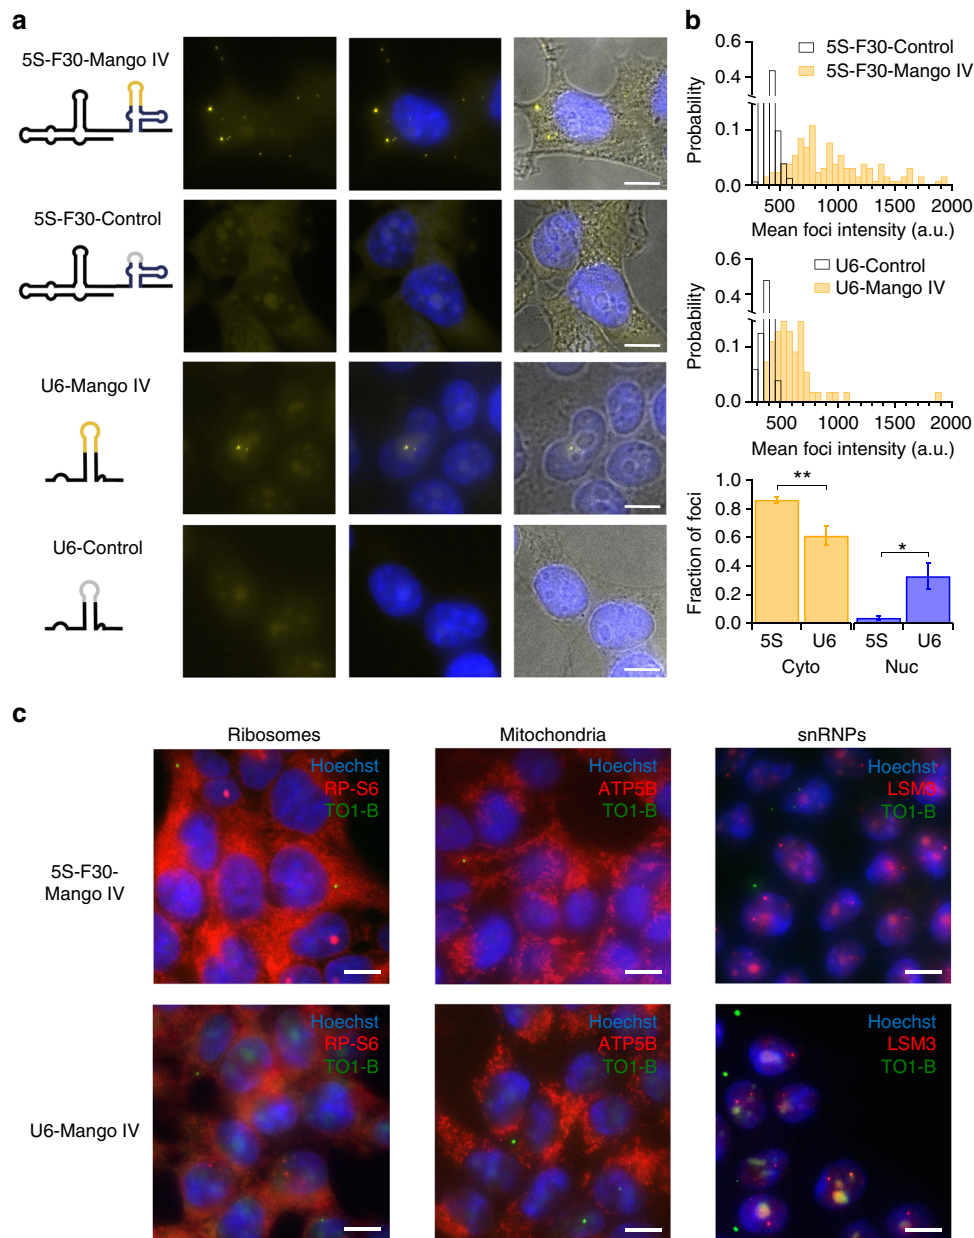 a
5S-F30-Mango IV
5S-F30-Control
U6-Mango IV
U6-Control
b
0.6
0.4
0.1
0.0
Probability
5S-F30-Control
5S-F30-Mango IV
500
1000
1500
2000
Mean foci intensity (a.u.)
0.6
0.4
0.1
0.0
Probability
U6-Control
U6-Mango IV
500
1000
1500
2000
Mean foci intensity (a.u.)
1.0
0.8
0.6
0.4
0.2
0.0
Fraction of foci
**
*
5S
U6
5S
U6
Cyto
Nuc
c
Ribosomes
Mitochondria
snRNPs
5S-F30-
Mango IV
Hoechst
RP-S6
TO1-B
Hoechst
ATP5B
TO1-B
Hoechst
LSM3
TO1-B
U6-Mango IV
Hoechst
RP-S6
TO1-B
Hoechst
ATP5B
TO1-B
Hoechst
LSM3
TO1-B